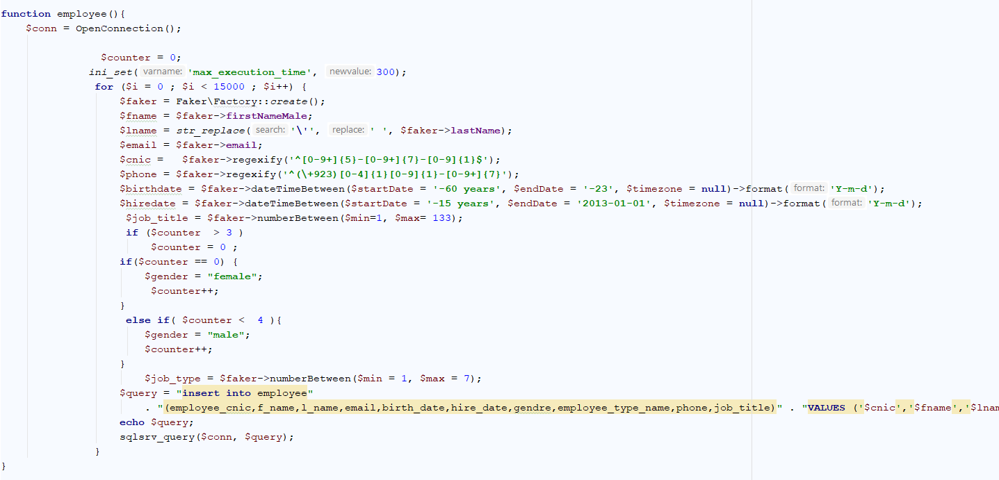 function employee(){
$conn = OpenConnection();
$counter = 0;
ini_set( varname: 'max_execution_time', newvalue: 300);
for ($i = 0 ; $i < 15000 ; $i++) {
$faker = Faker\Factory::create();
$fname = $faker->firstNameMale;
$lname = str_replace( search: '\'', replace: ' ', $faker->lastName);
$email = $faker->email;
$cnic =   $faker->regexify('^[0-9+]{5}-[0-9+]{7}-[0-9]{1}$');
$phone = $faker->regexify('^(\+923)[0-4]{1}[0-9]{1}-[0-9+]{7}');
$birthdate = $faker->dateTimeBetween($startDate = '-60 years', $endDate = '-23', $timezone = null)->format( format: 'Y-m-d');
$hiredate = $faker->dateTimeBetween($startDate = '-15 years', $endDate = '2013-01-01', $timezone = null)->format( format: 'Y-m-d');
$job_title = $faker->numberBetween($min=1, $max= 133);
if ($counter  > 3 )
$counter = 0 ;
if($counter == 0) {
$gender = "female";
$counter++;
}
else if( $counter <  4 ){
$gender = "male";
$counter++;
}
$job_type = $faker->numberBetween($min = 1, $max = 7);
$query = "insert into employee"
. "(employee_cnic,f_name,l_name,email,birth_date,hire_date,gendre,employee_type_name,phone,job_title)" . "VALUES ('$cnic','$fname','$lnam
echo $query;
sqlsrv_query($conn, $query);
}
}